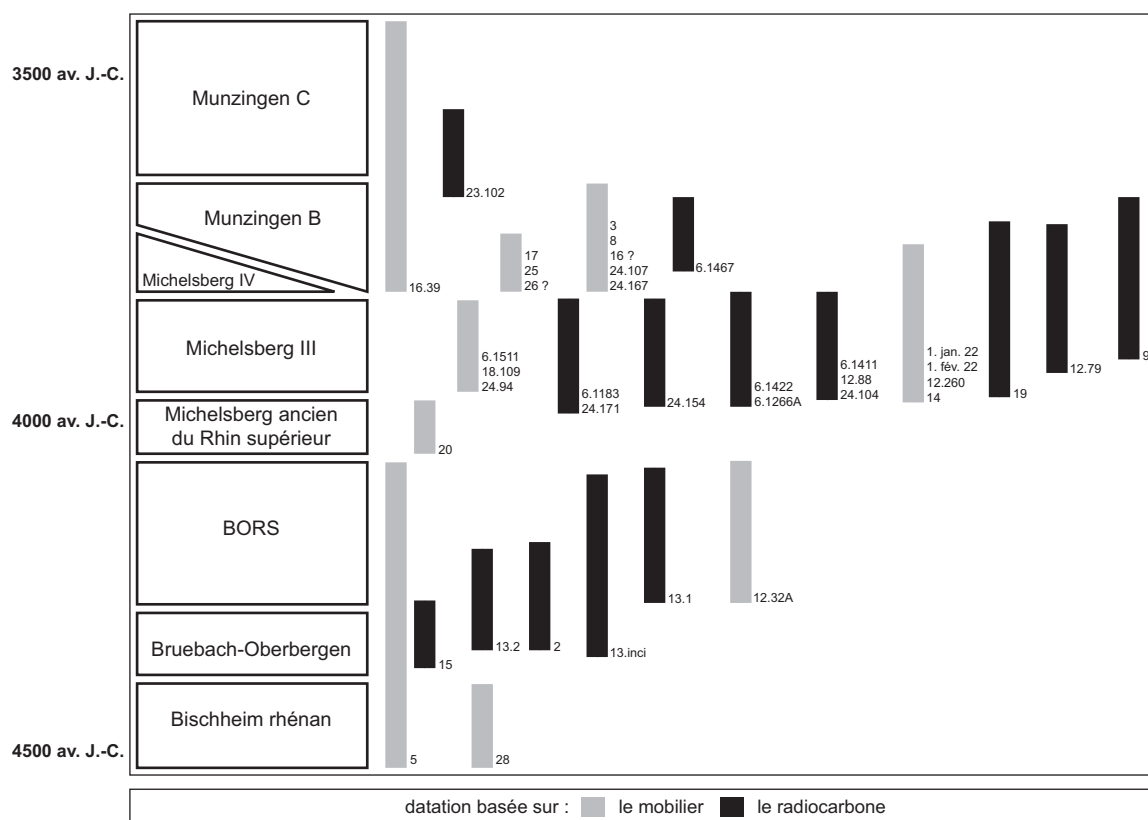 3500 av. J.-C.
Munzingen C
23.102
Munzingen B
Michelsberg IV
16.39
17
25
26 ?
3
8
16 ?
24.107
24.167
6.1467
Michelsberg III
6.1511
18.109
24.94
6.1183
24.171
24.154
6.1422
6.1266A
6.1411
12.88
24.104
1. jan. 22
1. fév. 22
12.260
14
19
12.79
9
4000 av. J.-C.
Michelsberg ancien
du Rhin supérieur
20
BORS
13.1
12.32A
Bruebach-Oberbergen
15
13.2
2
13.inci
Bischheim rhénan
4500 av. J.-C.
5
28
datation basée sur : le mobilier le radiocarbone